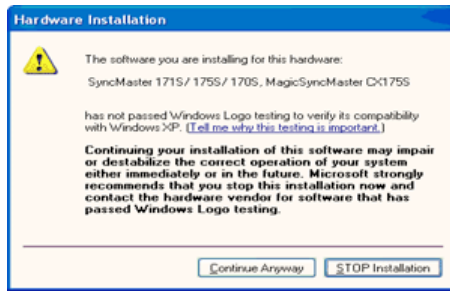 Hardware Installation
The software you are installing for this hardware:
SyncMaster 171S/ 175S/ 170S, MagicSyncMaster CX175S
has not passed Windows Logo testing to verify its compatibility
with Windows XP. (Tell me why this testing is important.)
Continuing your installation of this software may impair
or destabilize the correct operation of your system
either immediately or in the future. Microsoft strongly
recommends that you stop this installation now and
contact the hardware vendor for software that has
passed Windows Logo testing.
Continue Anyway
STOP Installation